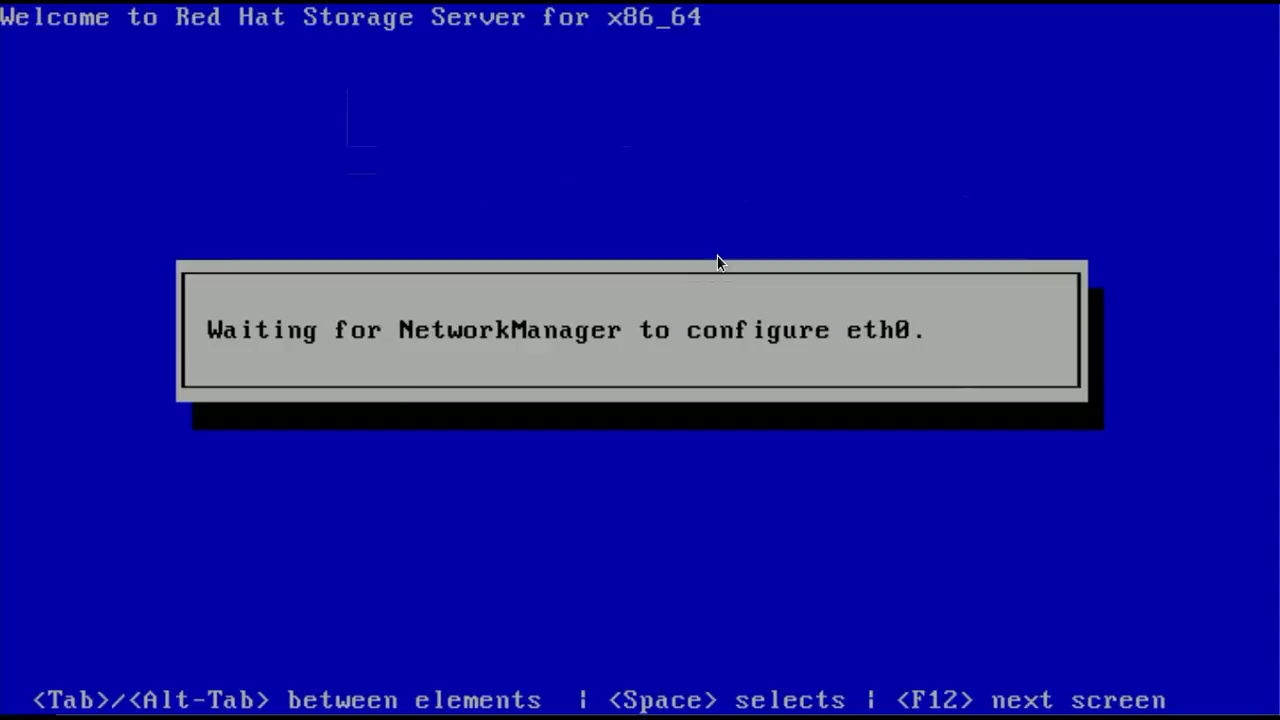 Welcome to Red Hat Storage Server for x86_64
Waiting for NetworkManager to configure eth0.
<Tab>/<Alt-Tab> between elements | <Space> selects | <F12> next screen